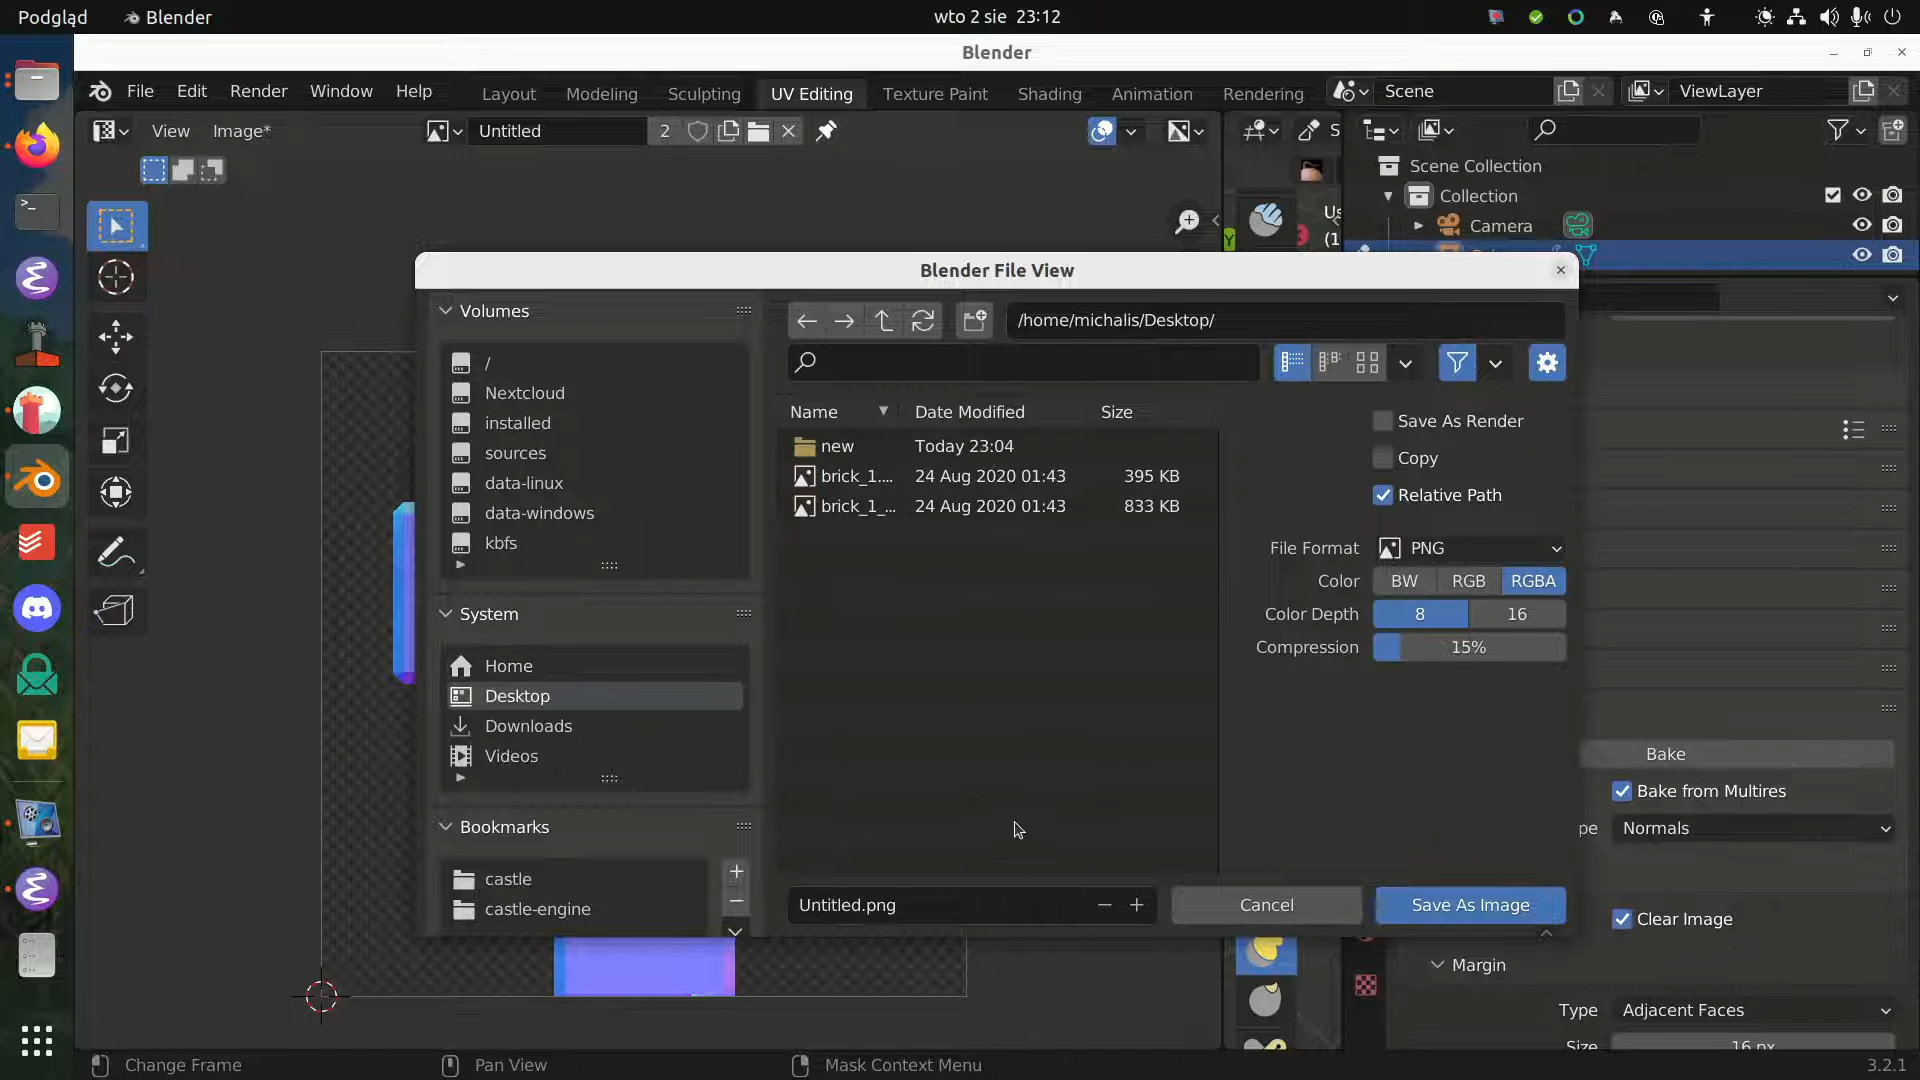 Podgląd
Blender
wto 2 sie 23:12
Blender
File
Edit
Render
Window
Help
Layout
Modeling
Sculpting
UV Editing
Texture Paint
Shading
Animation
Rendering
Scene
ViewLayer
View
Image*
Untitled
2
S
Scene Collection
Collection
Camera
Us
(1
Y
Blender File View
Volumes
/
Nextcloud
installed
sources
data-linux
data-windows
kbfs
System
Home
Desktop
Downloads
Videos
Bookmarks
castle
castle-engine
/home/michalis/Desktop/
Name
Date Modified
Size
new
Today 23:04
brick_1....
24 Aug 2020 01:43
395 KB
brick_1_...
24 Aug 2020 01:43
833 KB
Save As Render
Copy
Relative Path
File Format
PNG
Color
BW
RGB
RGBA
Color Depth
8
16
Compression
15%
Untitled.png
Cancel
Save As Image
Bake
Bake from Multires
pe
Normals
Clear Image
Margin
Type
Adjacent Faces
Size
16 px
Change Frame
Pan View
Mask Context Menu
3.2.1